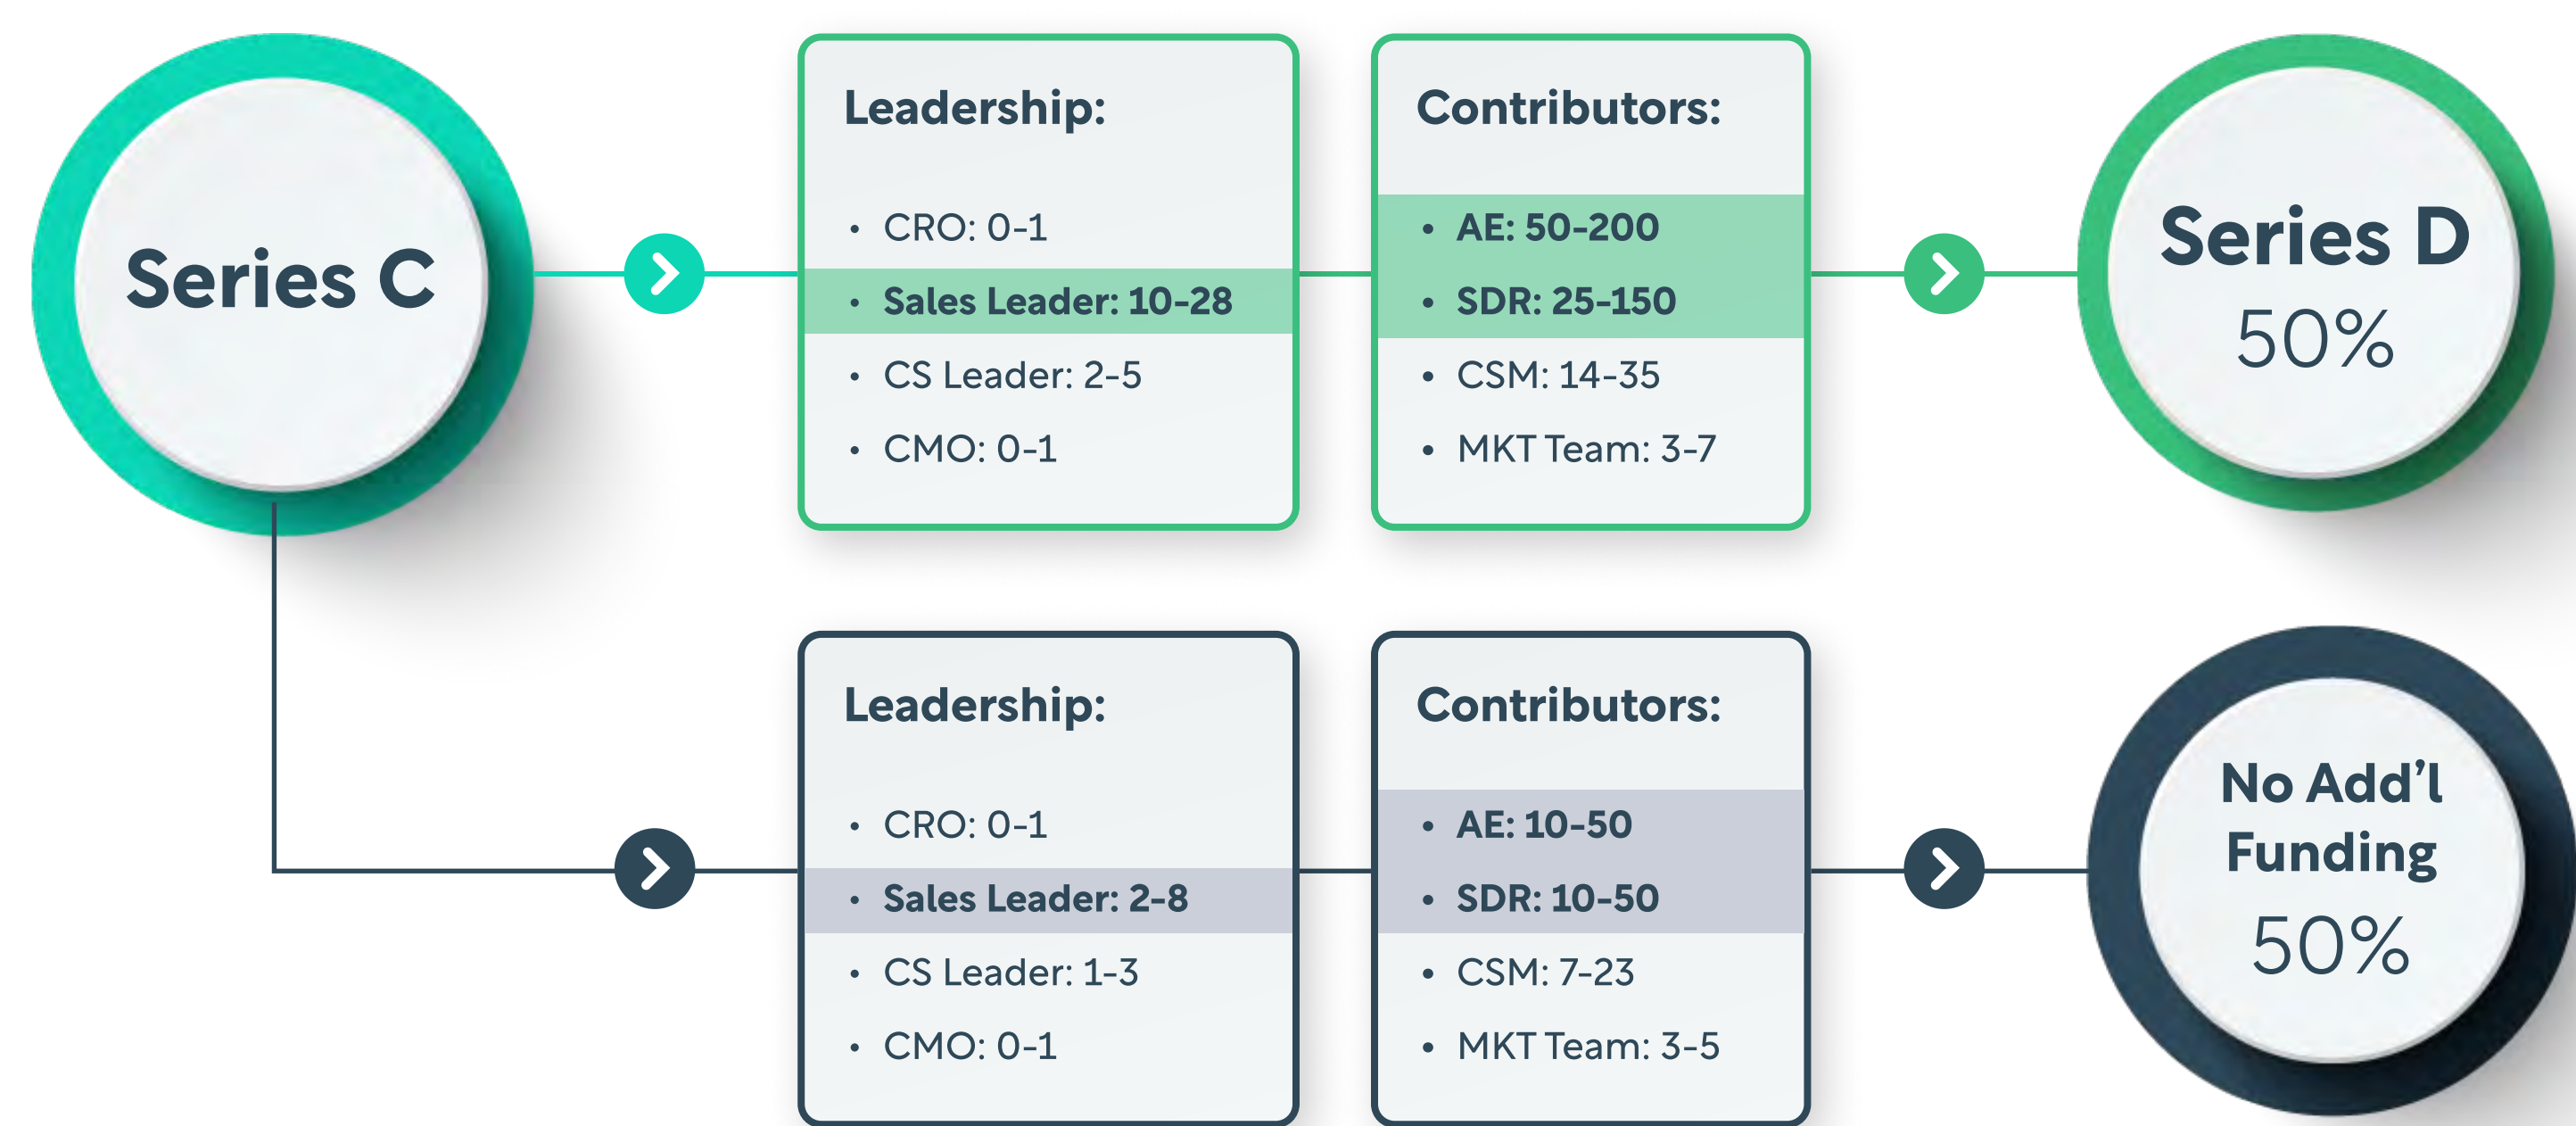 Series C
Leadership:
• CRO: 0-1
• Sales Leader: 10-28
• CS Leader: 2-5
• CMO: 0-1
Contributors:
• AE: 50-200
• SDR: 25-150
• CSM: 14-35
• MKT Team: 3-7
Series D
50%
Leadership:
• CRO: 0-1
• Sales Leader: 2-8
• CS Leader: 1-3
• CMO: 0-1
Contributors:
• AE: 10-50
• SDR: 10-50
• CSM: 7-23
• MKT Team: 3-5
No Add’l
Funding
50%